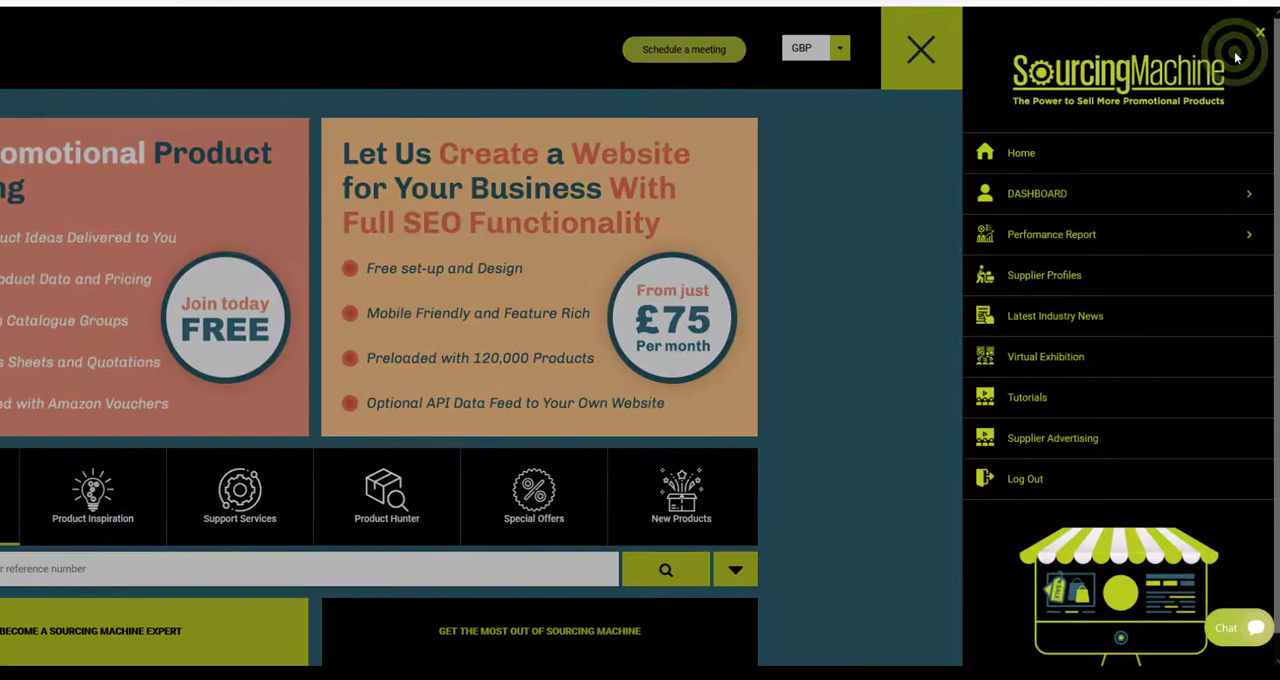 Schedule a meeting
GBP
SourcingMachine
The Power to Sell More Promotional Products
Home
DASHBOARD
Perfomance Report
Supplier Profiles
Latest Industry News
Virtual Exhibition
Tutorials
Supplier Advertising
Log Out
omotional Product
ng
uct Ideas Delivered to You
oduct Data and Pricing
Catalogue Groups
s Sheets and Quotations
ed with Amazon Vouchers
Join today
FREE
Let Us Create a Website
for Your Business With
Full SEO Functionality
Free set-up and Design
Mobile Friendly and Feature Rich
Preloaded with 120,000 Products
Optional API Data Feed to Your Own Website
From just
£75
Per month
Product Inspiration
Support Services
Product Hunter
Special Offers
New Products
r reference number
BECOME A SOURCING MACHINE EXPERT
GET THE MOST OUT OF SOURCING MACHINE
SALE
Chat